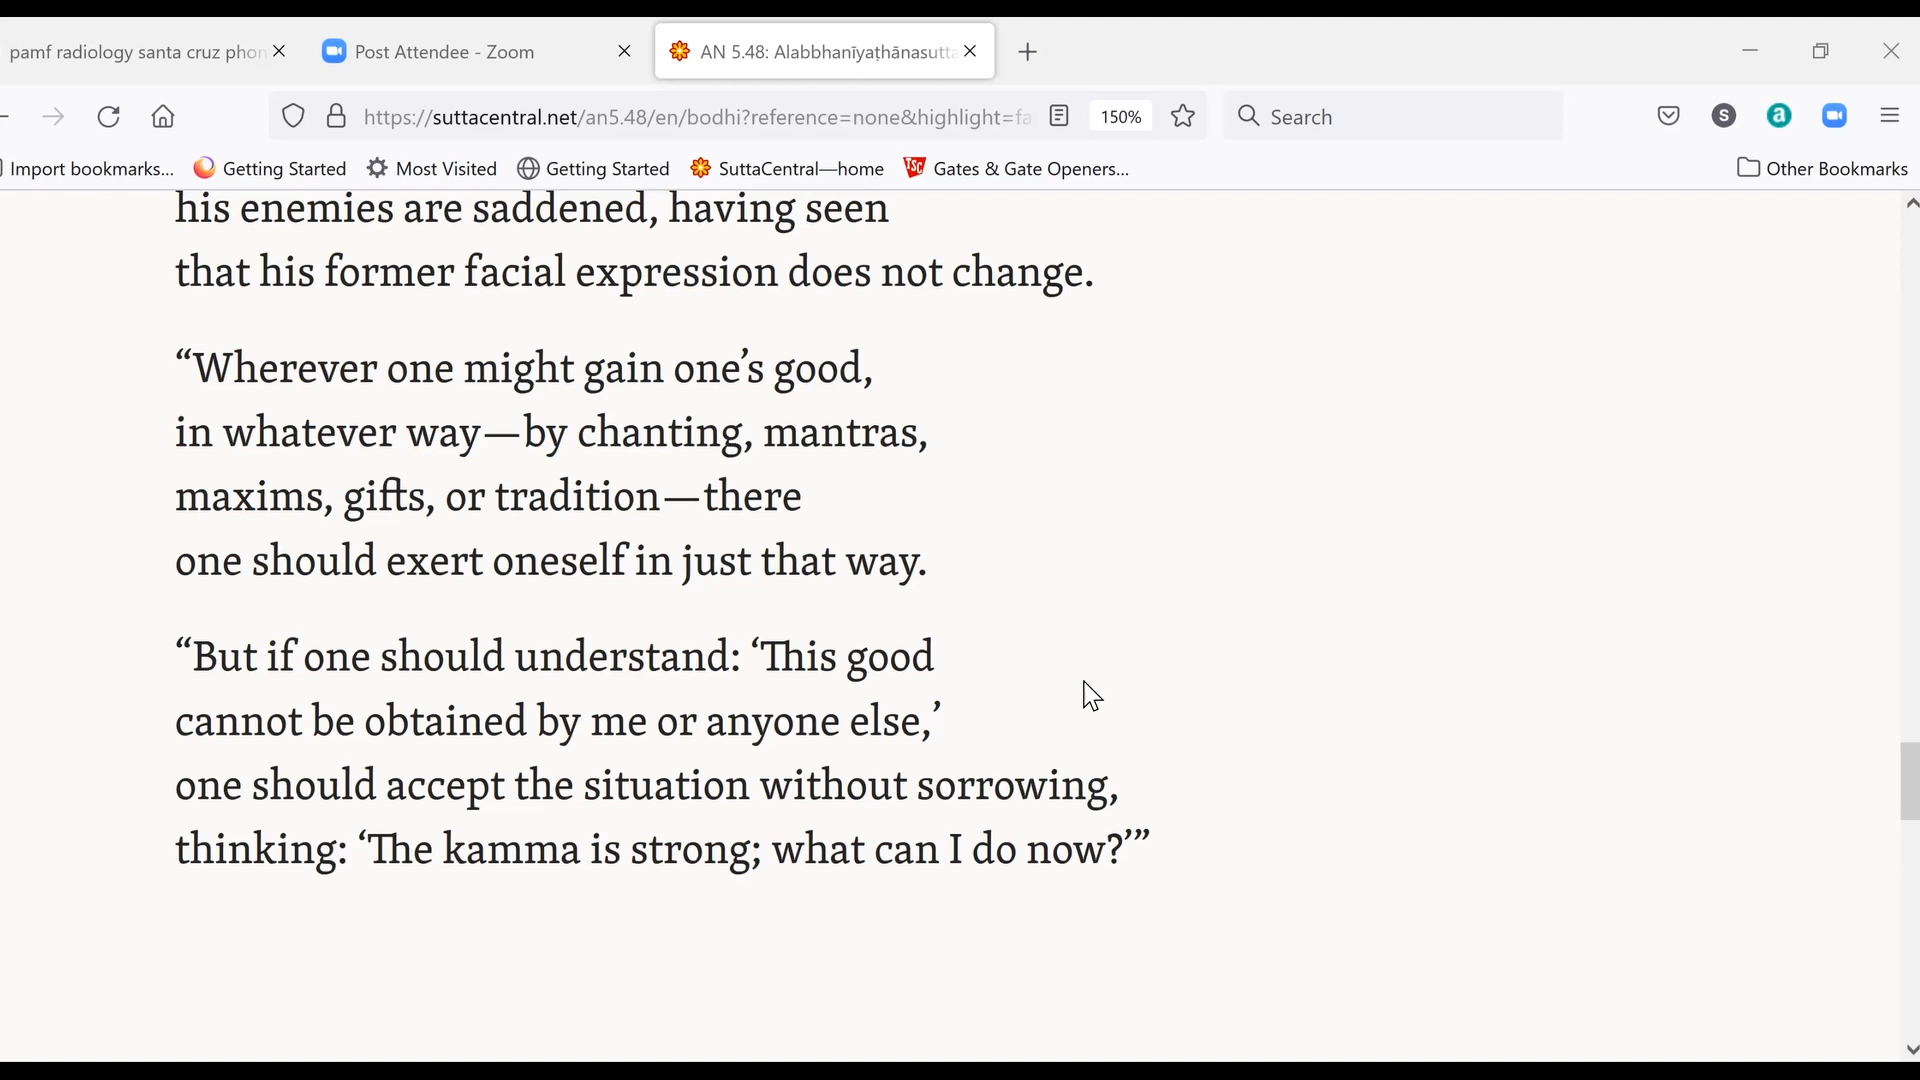 pamf radiology santa cruz phon
Post Attendee - Zoom
AN 5.48: Alabbhanīyaṭhānasutta
https://suttacentral.net/an5.48/en/bodhi?reference=none&highlight=fa
150%
Search
S
a
Import bookmarks...
Getting Started
Most Visited
Getting Started
SuttaCentral—home
TSC
Gates & Gate Openers...
Other Bookmarks
his enemies are saddened, having seen
that his former facial expression does not change.
“Wherever one might gain one’s good,
in whatever way—by chanting, mantras,
maxims, gifts, or tradition—there
one should exert oneself in just that way.
“But if one should understand: ‘This good
cannot be obtained by me or anyone else,’
one should accept the situation without sorrowing,
thinking: ‘The kamma is strong; what can I do now?’”